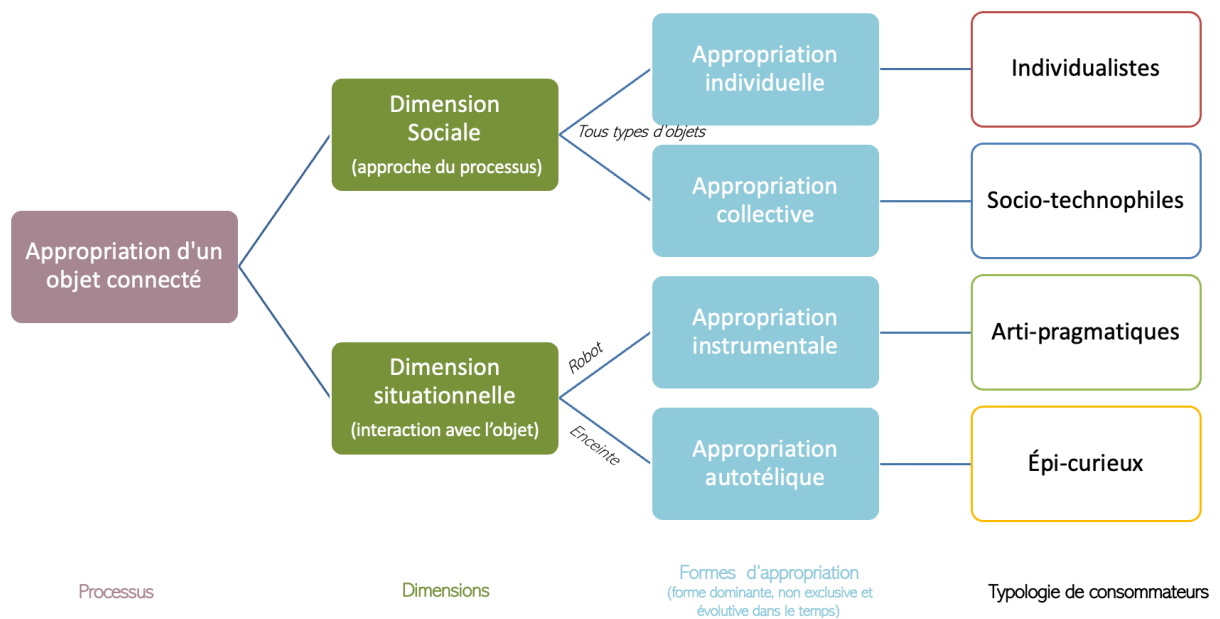 Appropriation d'un
objet connecté
Dimension
Sociale
(approche du processus)
Dimension
situationnelle
(interaction avec l'objet)
Tous types d'objets
Robot
Enceinte
Appropriation
individuelle
Appropriation
collective
Appropriation
instrumentale
Appropriation
autotélique
Individualistes
Socio-technophiles
Arti-pragmatiques
Épi-curieux
Processus
Dimensions
Formes d'appropriation
(forme dominante, non exclusive et
évolutive dans le temps)
Typologie de consommateurs